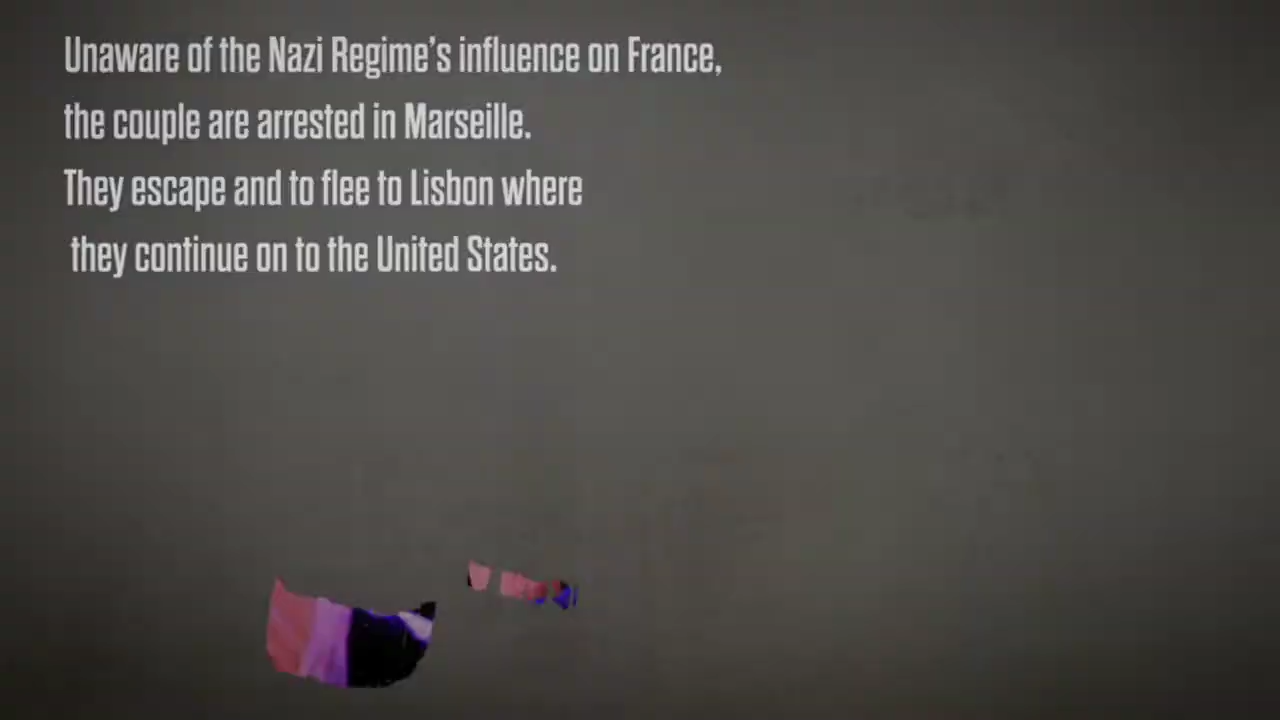 Unaware of the Nazi Regime's influence on France,
the couple are arrested in Marseille.
They escape and to flee to Lisbon where
they continue on to the United States.